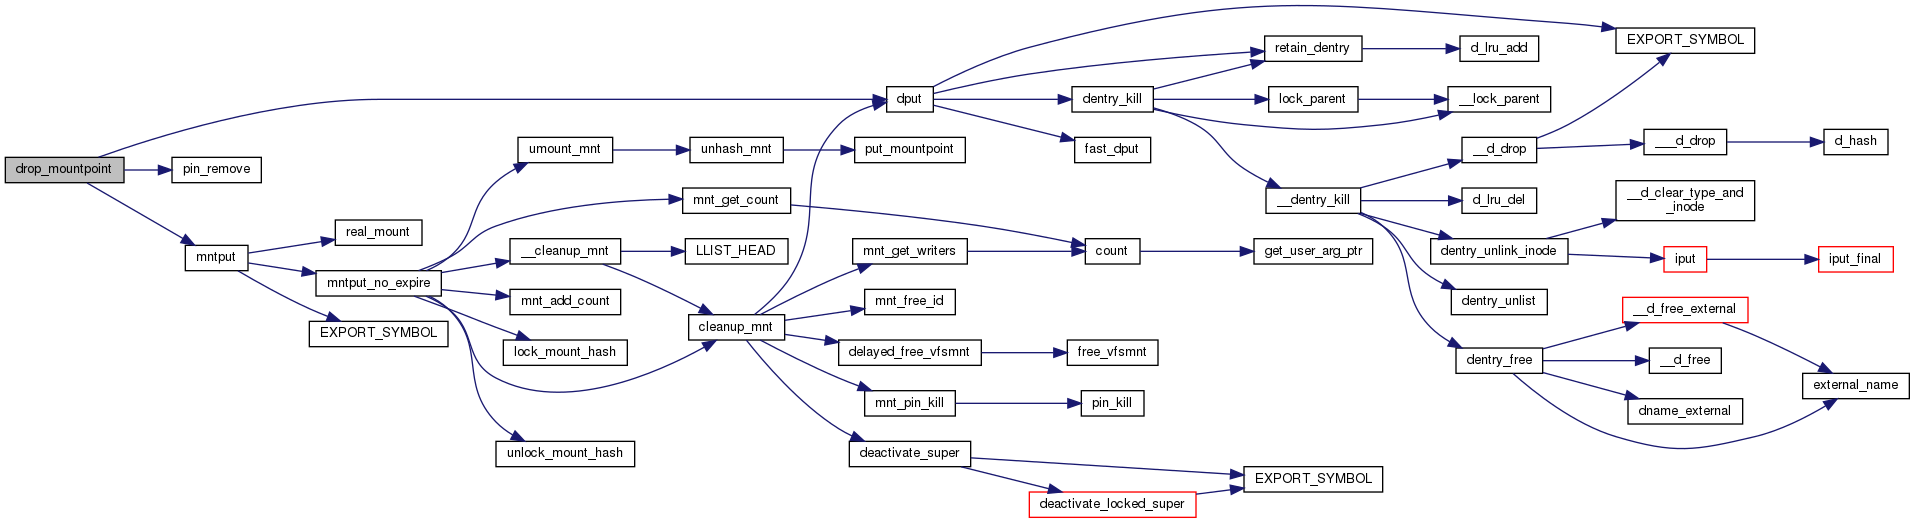 drop_mountpoint
pin_remove
mntput
real_mount
mntput_no_expire
EXPORT_SYMBOL
umount_mnt
unhash_mnt
put_mountpoint
mnt_get_count
__cleanup_mnt
LLIST_HEAD
mnt_add_count
lock_mount_hash
unlock_mount_hash
cleanup_mnt
dput
mnt_get_writers
count
get_user_arg_ptr
mnt_free_id
delayed_free_vfsmnt
free_vfsmnt
mnt_pin_kill
pin_kill
deactivate_super
deactivate_locked_super
EXPORT_SYMBOL
retain_dentry
d_lru_add
EXPORT_SYMBOL
dentry_kill
lock_parent
__lock_parent
fast_dput
__dentry_kill
__d_drop
___d_drop
d_hash
d_lru_del
dentry_unlink_inode
__d_clear_type_and
_inode
iput
iput_final
dentry_unlist
dentry_free
__d_free_external
__d_free
dname_external
external_name